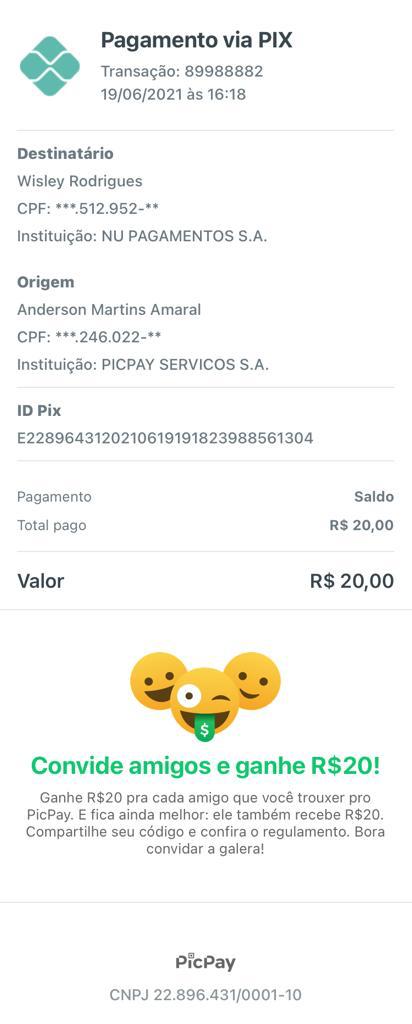 Pagamento via PIX
Transação: 89988882
19/06/2021 às 16:18
Destinatário
Wisley Rodrigues
CPF: ***.512.952-**
Instituição: NU PAGAMENTOS S.A.
Origem
Anderson Martins Amaral
CPF: ***.246.022-**
Instituição: PICPAY SERVICOS S.A.
ID Pix
E22896431202106191918239885​61304
Pagamento Saldo
Total pago R$ 20,00
Valor R$ 20,00
$
Convide amigos e ganhe R$20!
Ganhe R$20 pra cada amigo que você trouxer pro
PicPay. E fica ainda melhor: ele também recebe R$20.
Compartilhe seu código e confira o regulamento. Bora
convidar a galera!
PicPay
CNPJ 22.896.431/0001-10